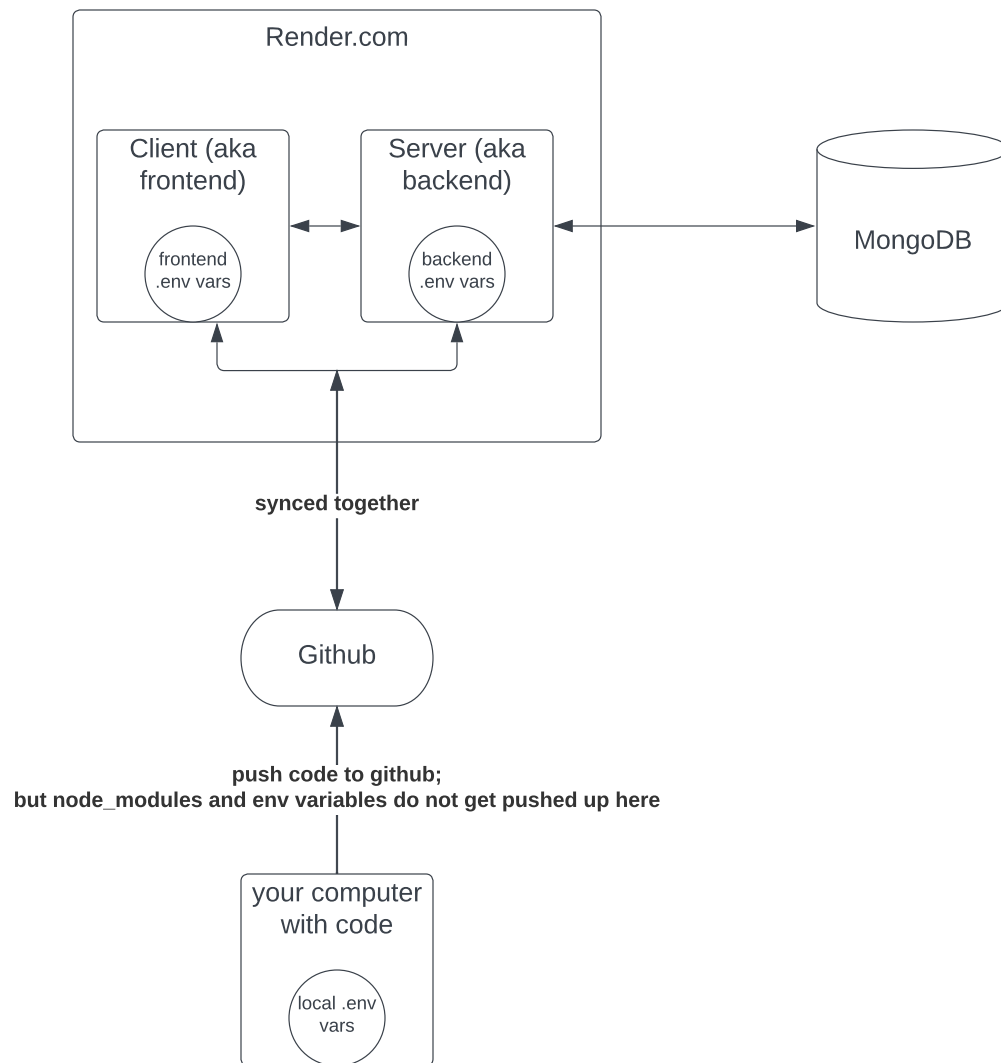 Render.com
Client (aka
frontend)
Server (aka
backend)
frontend
.env vars
backend
.env vars
MongoDB
synced together
Github
push code to github;
but node_modules and env variables do not get pushed up here
your computer
with code
local .env
vars